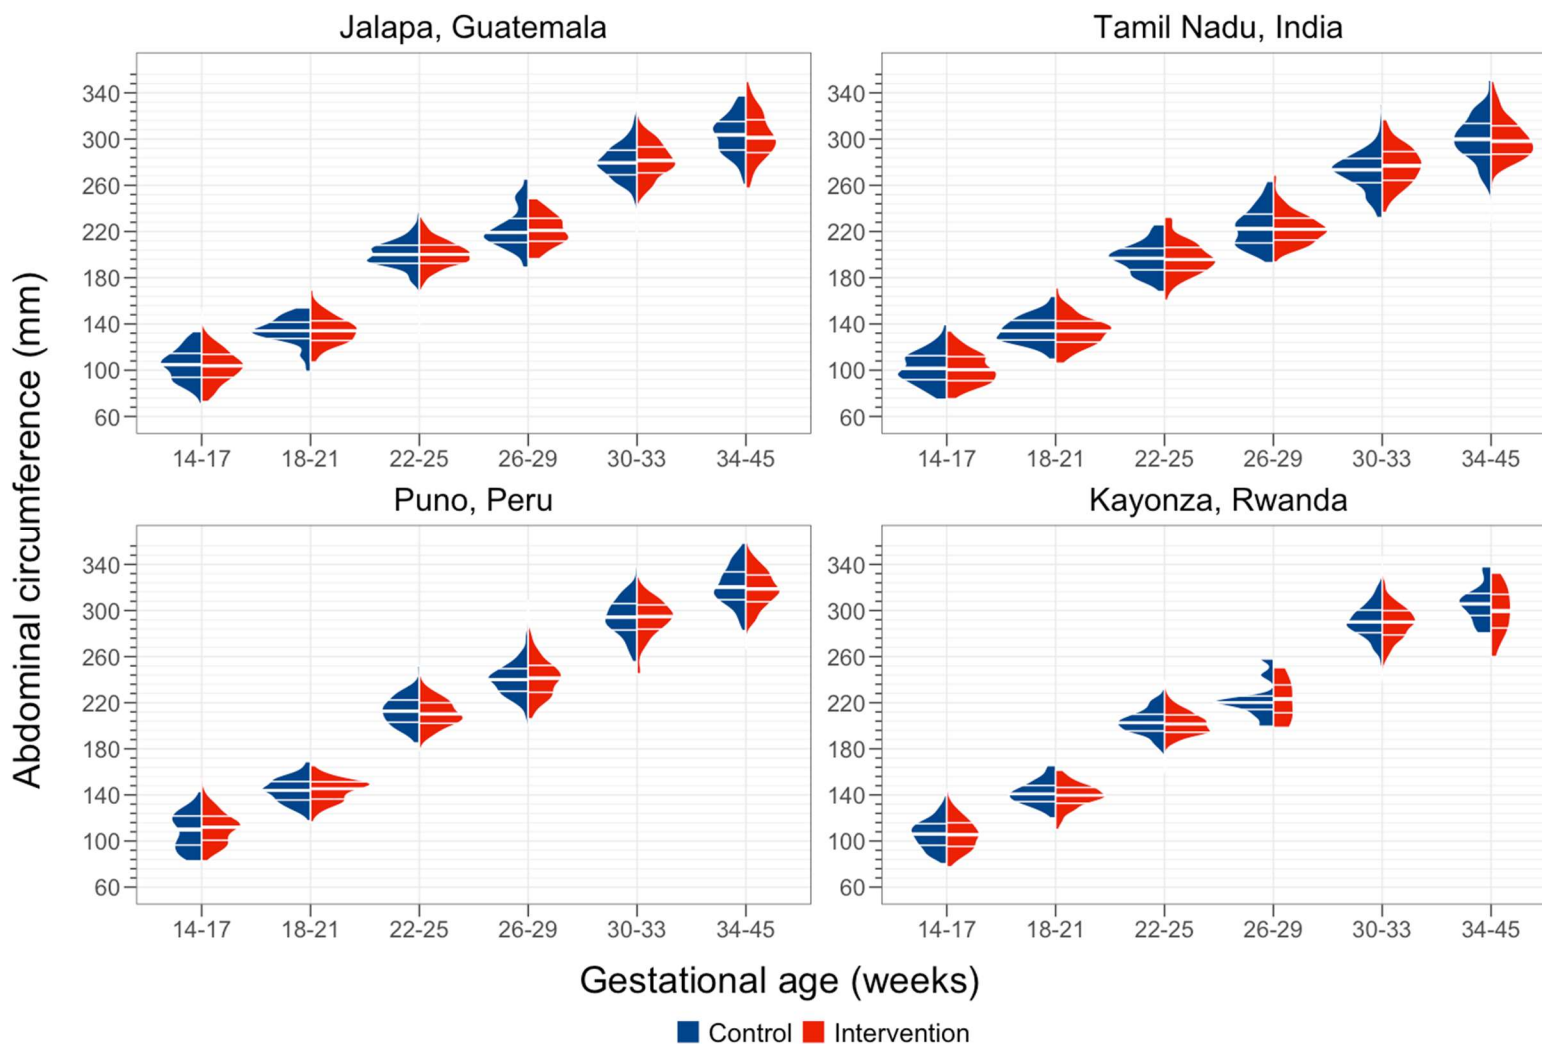 Jalapa, Guatemala
Tamil Nadu, India
Abdominal circumference (mm)
340
300
260
220
180
140
100
60
14-17 18-21 22-25 26-29 30-33 34-45
340
300
260
220
180
140
100
60
14-17 18-21 22-25 26-29 30-33 34-45
Puno, Peru
Kayonza, Rwanda
340
300
260
220
180
140
100
60
14-17 18-21 22-25 26-29 30-33 34-45
340
300
260
220
180
140
100
60
14-17 18-21 22-25 26-29 30-33 34-45
Gestational age (weeks)
Control Intervention